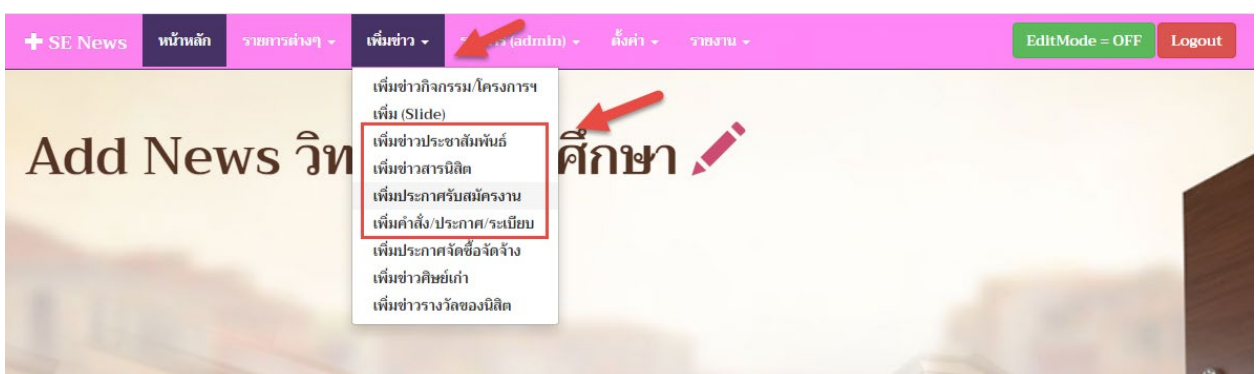 SE News หน้าหลัก รายการต่างๆ เพิ่มข่าว (admin) ตั้งค่า รายงาน EditMode = OFF Logout
เพิ่มข่าวกิจกรรม/โครงการฯ
เพิ่ม (Slide)
เพิ่มข่าวประชาสัมพันธ์
เพิ่มข่าวสารนิสิต
เพิ่มประกาศรับสมัครงาน
เพิ่มคำสั่ง/ประกาศ/ระเบียบ
เพิ่มประกาศจัดซื้อจัดจ้าง
เพิ่มข่าวศิษย์เก่า
เพิ่มข่าวรางวัลของนิสิต
Add News วิท ศึกษา